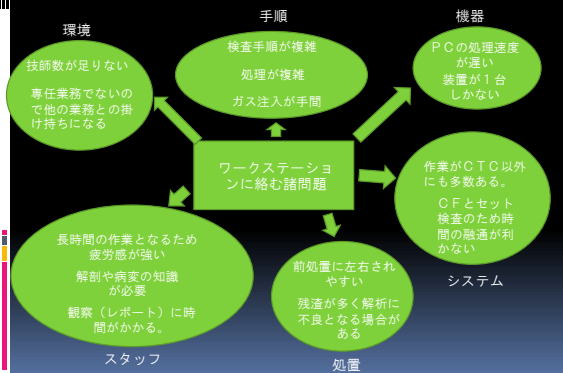 環境
技師数が足りない
専任業務でないの
で他の業務との掛
け持ちになる
手順
検査手順が複雑
処理が複雑
ガス注入が手間
機器
ＰＣの処理速度
が遅い
装置が１台
しかない
ワークステーショ
ンに絡む諸問題
作業がＣＴＣ以外
にも多数ある。
ＣＦとセット
検査のため時
間の融通が利
かない
システム
長時間の作業となるため
疲労感が強い
解剖や病変の知識
が必要
観察（レポート）に時
間がかかる。
スタッフ
前処置に左右され
やすい
残渣が多く解析に
不良となる場合が
ある
処置